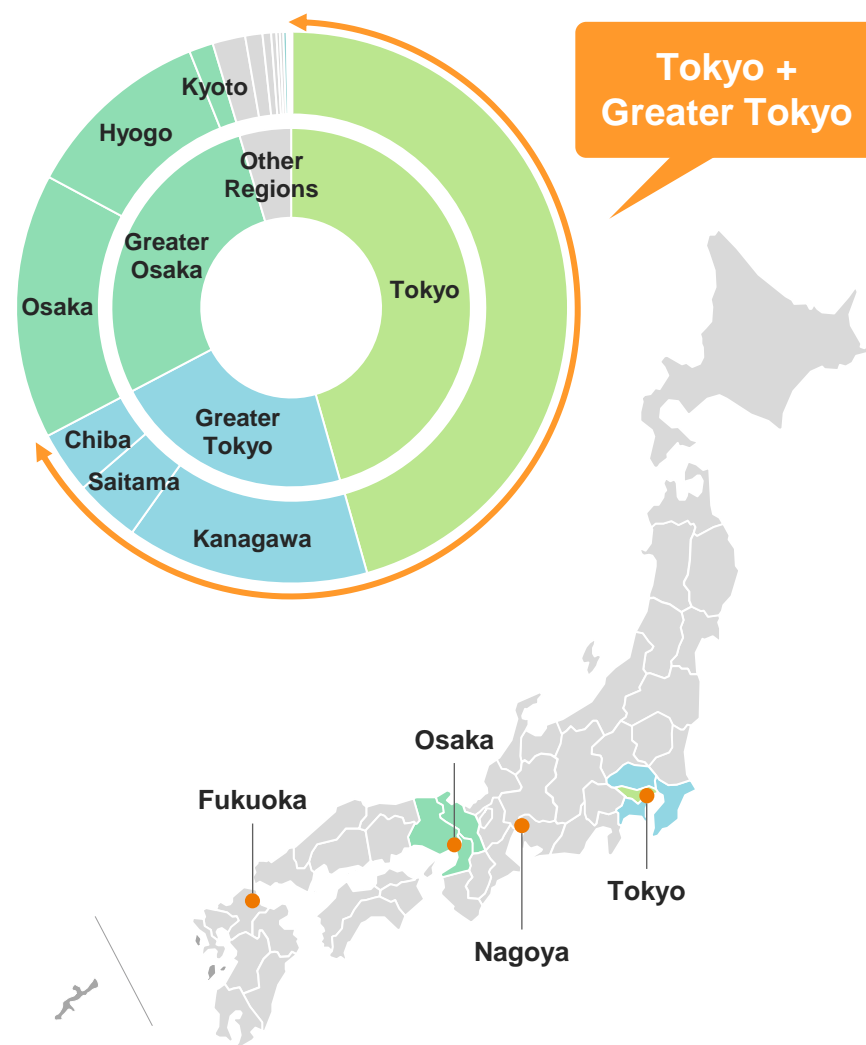 Tokyo +
Greater Tokyo
Kyoto
Hyogo
Other
Regions
Greater
Osaka
Osaka
Tokyo
Greater
Tokyo
Chiba
Saitama
Kanagawa
Osaka
Fukuoka
Tokyo
Nagoya